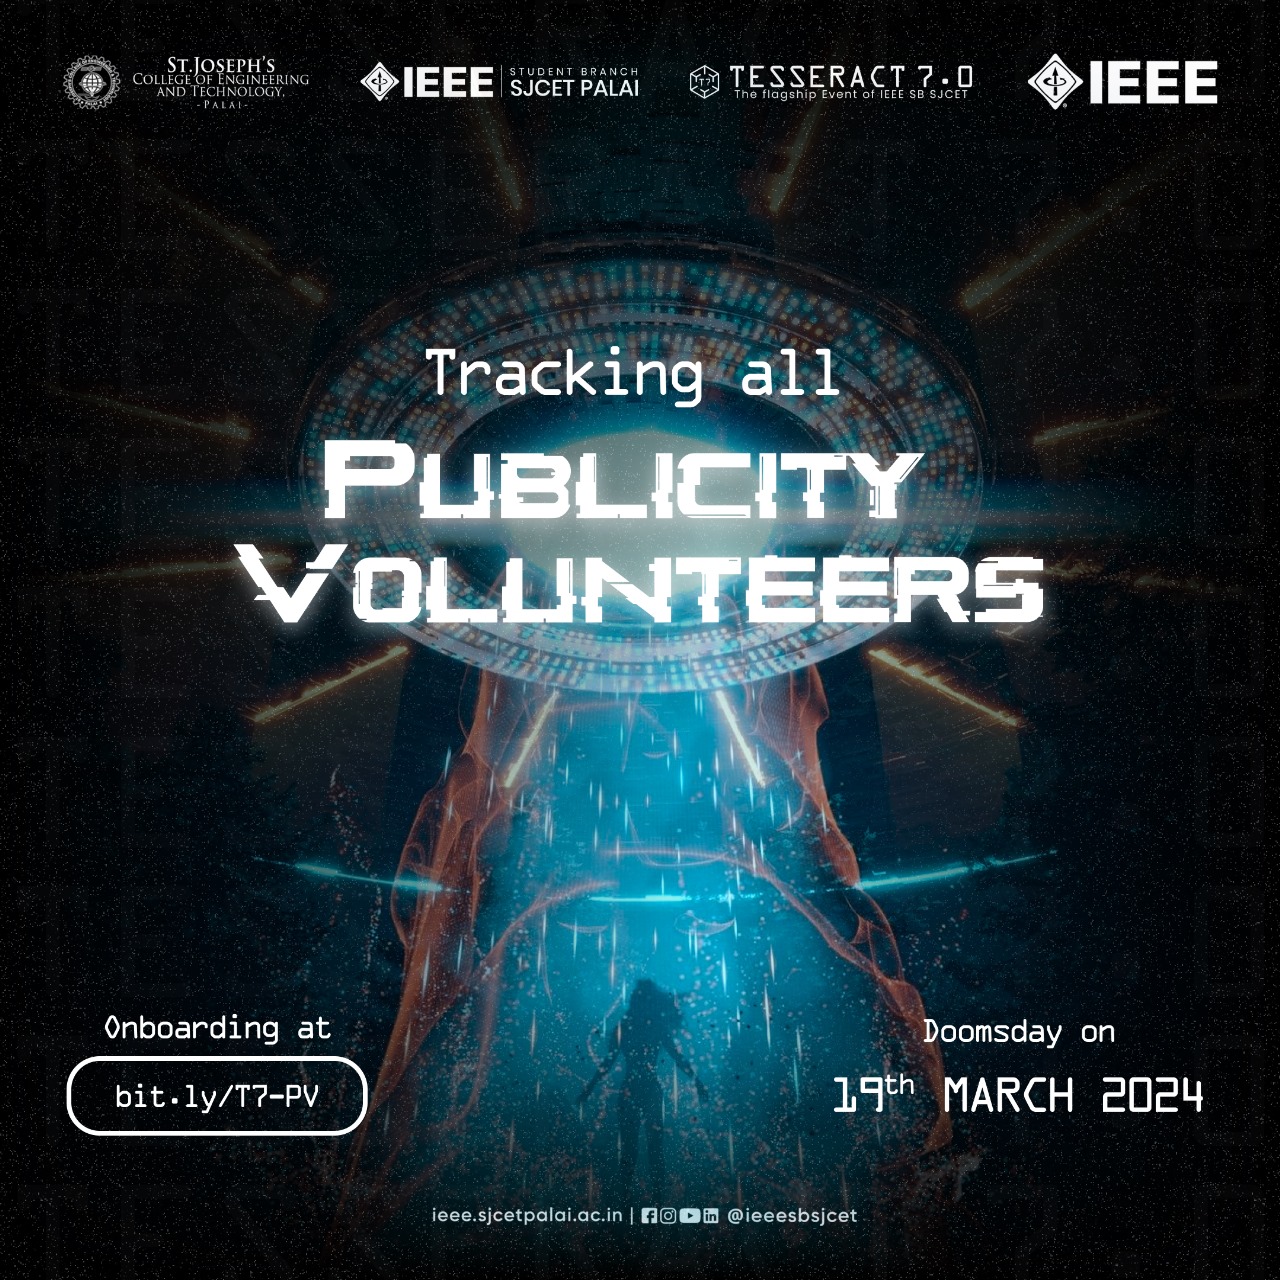 St. Joseph's
College of Engineering
and Technology,
- Palai -
IEEE
STUDENT BRANCH
SJCET PALAI
TESSERACT 7.0
The flagship Event of IEEE SB SJCET
IEEE
Tracking all
Publicity
Volunteers
Onboarding at
bit.ly/T7-PV
Doomsday on
19th MARCH 2024
ieee.sjcetpalai.ac.in | @ieeesbsjcet